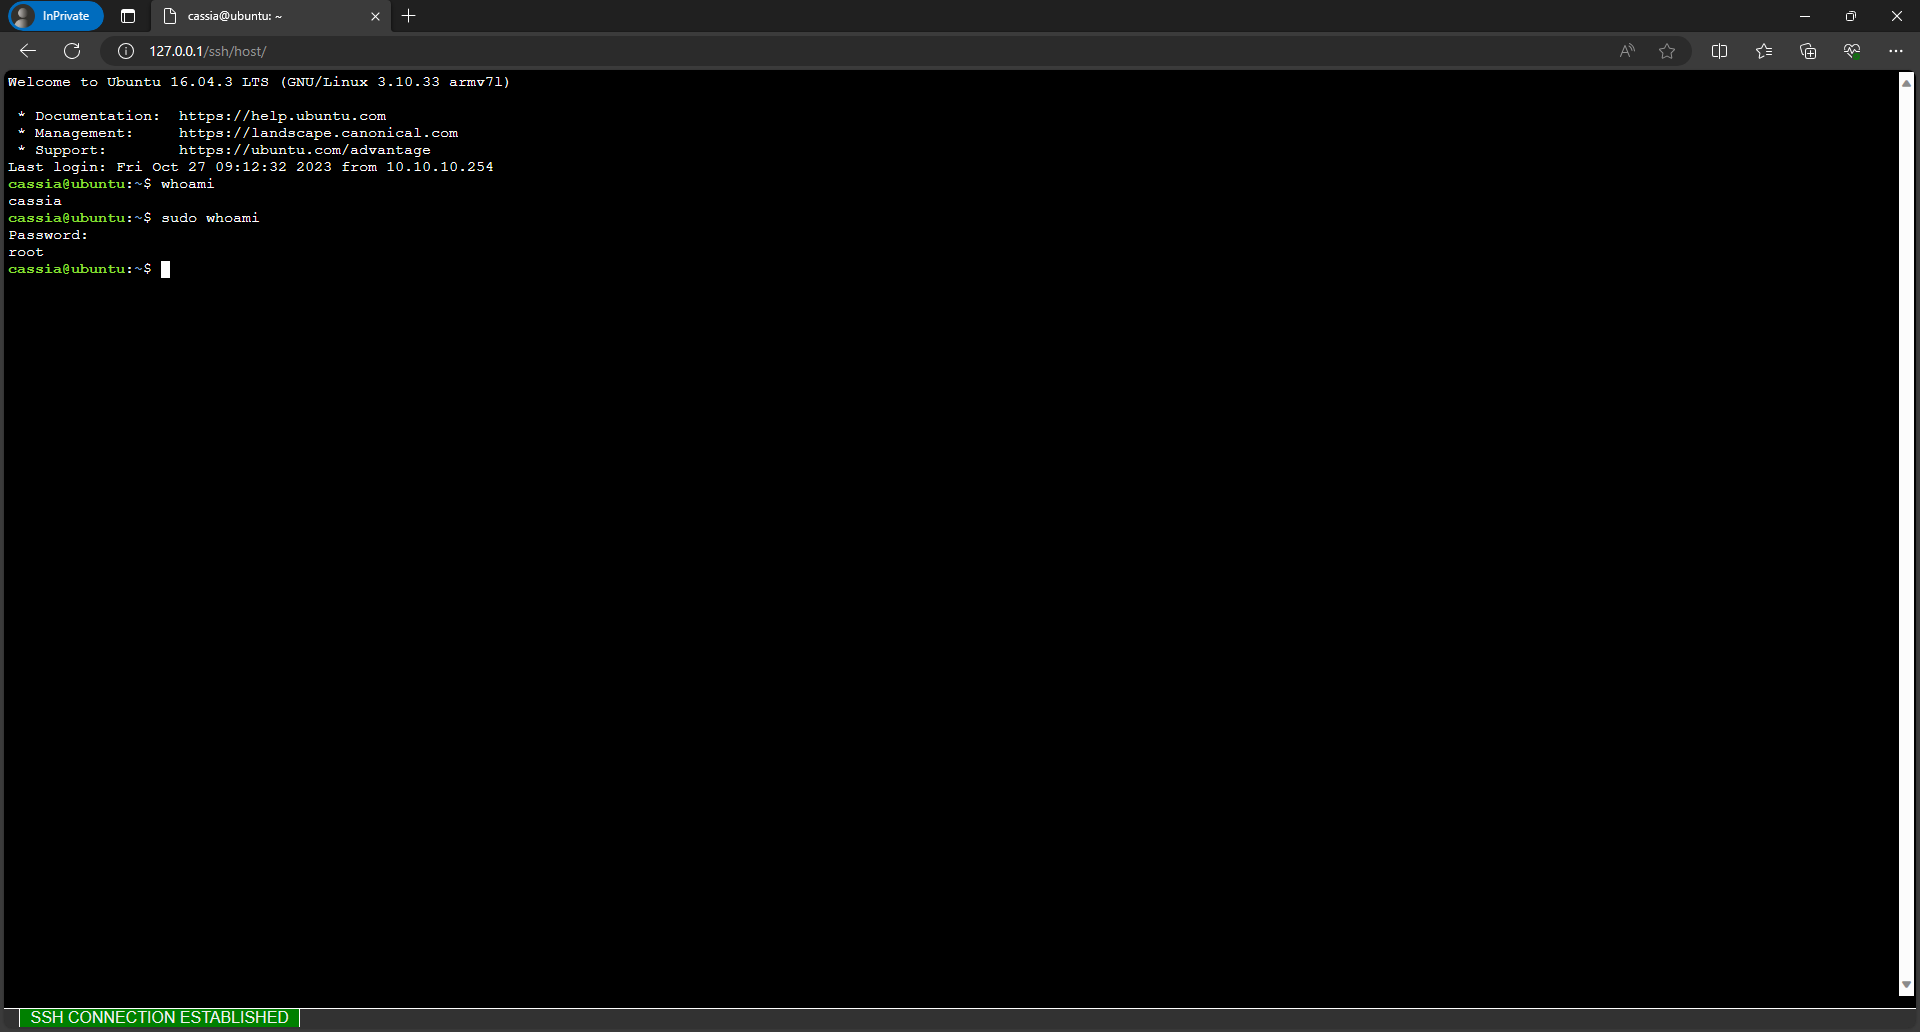 InPrivate
cassia@ubuntu: ~
127.0.0.1/ssh/host/
Welcome to Ubuntu 16.04.3 LTS (GNU/Linux 3.10.33 armv7l)
* Documentation:  https://help.ubuntu.com
* Management:     https://landscape.canonical.com
* Support:        https://ubuntu.com/advantage
Last login: Fri Oct 27 09:12:32 2023 from 10.10.10.254
cassia@ubuntu:~$ whoami
cassia
cassia@ubuntu:~$ sudo whoami
Password:
root
cassia@ubuntu:~$
SSH CONNECTION ESTABLISHED